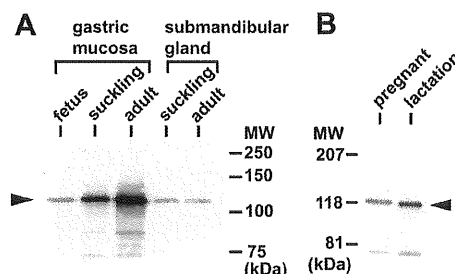 A
gastric submandibular
mucosa gland
fetus suckling adult suckling adult
MW
250
150
100
75
(kDa)
B
pregnant lactation
MW
207
118
81
(kDa)